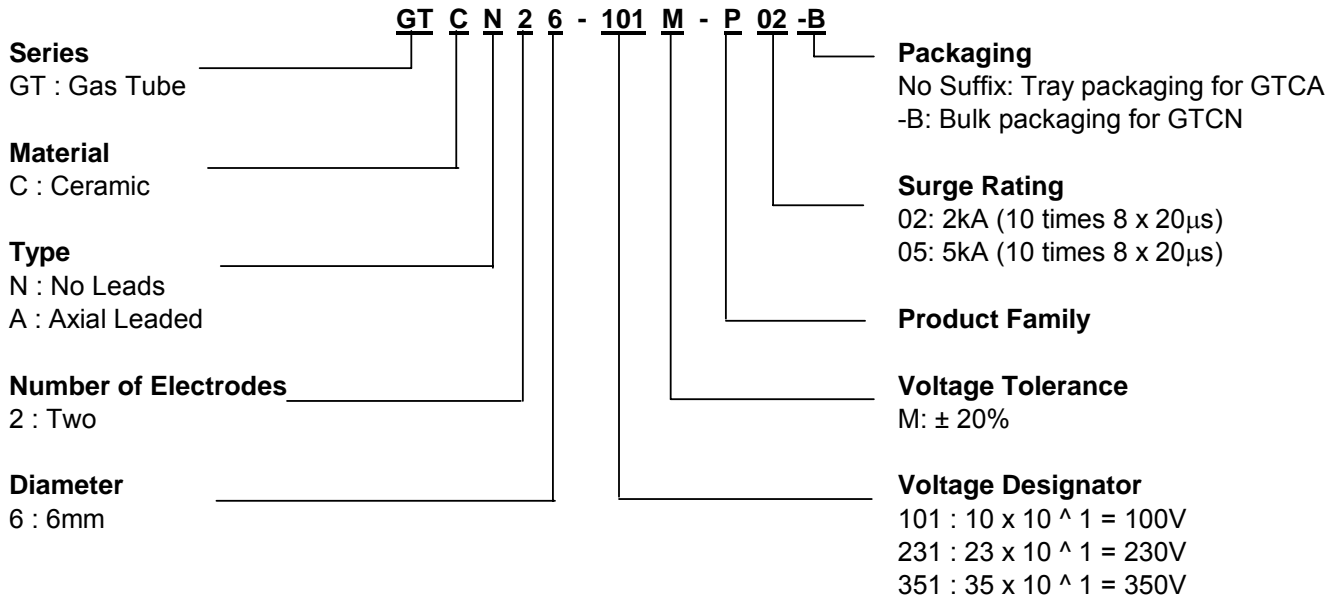 GT C N 2 6 - 101 M - P 02 -B
Series
GT : Gas Tube
Material
C : Ceramic
Type
N : No Leads
A : Axial Leaded
Number of Electrodes
2 : Two
Diameter
6 : 6mm
Packaging
No Suffix: Tray packaging for GTCA
-B: Bulk packaging for GTCN
Surge Rating
02: 2kA (10 times 8 x 20μs)
05: 5kA (10 times 8 x 20μs)
Product Family
Voltage Tolerance
M: ± 20%
Voltage Designator
101 : 10 x 10 ^ 1 = 100V
231 : 23 x 10 ^ 1 = 230V
351 : 35 x 10 ^ 1 = 350V